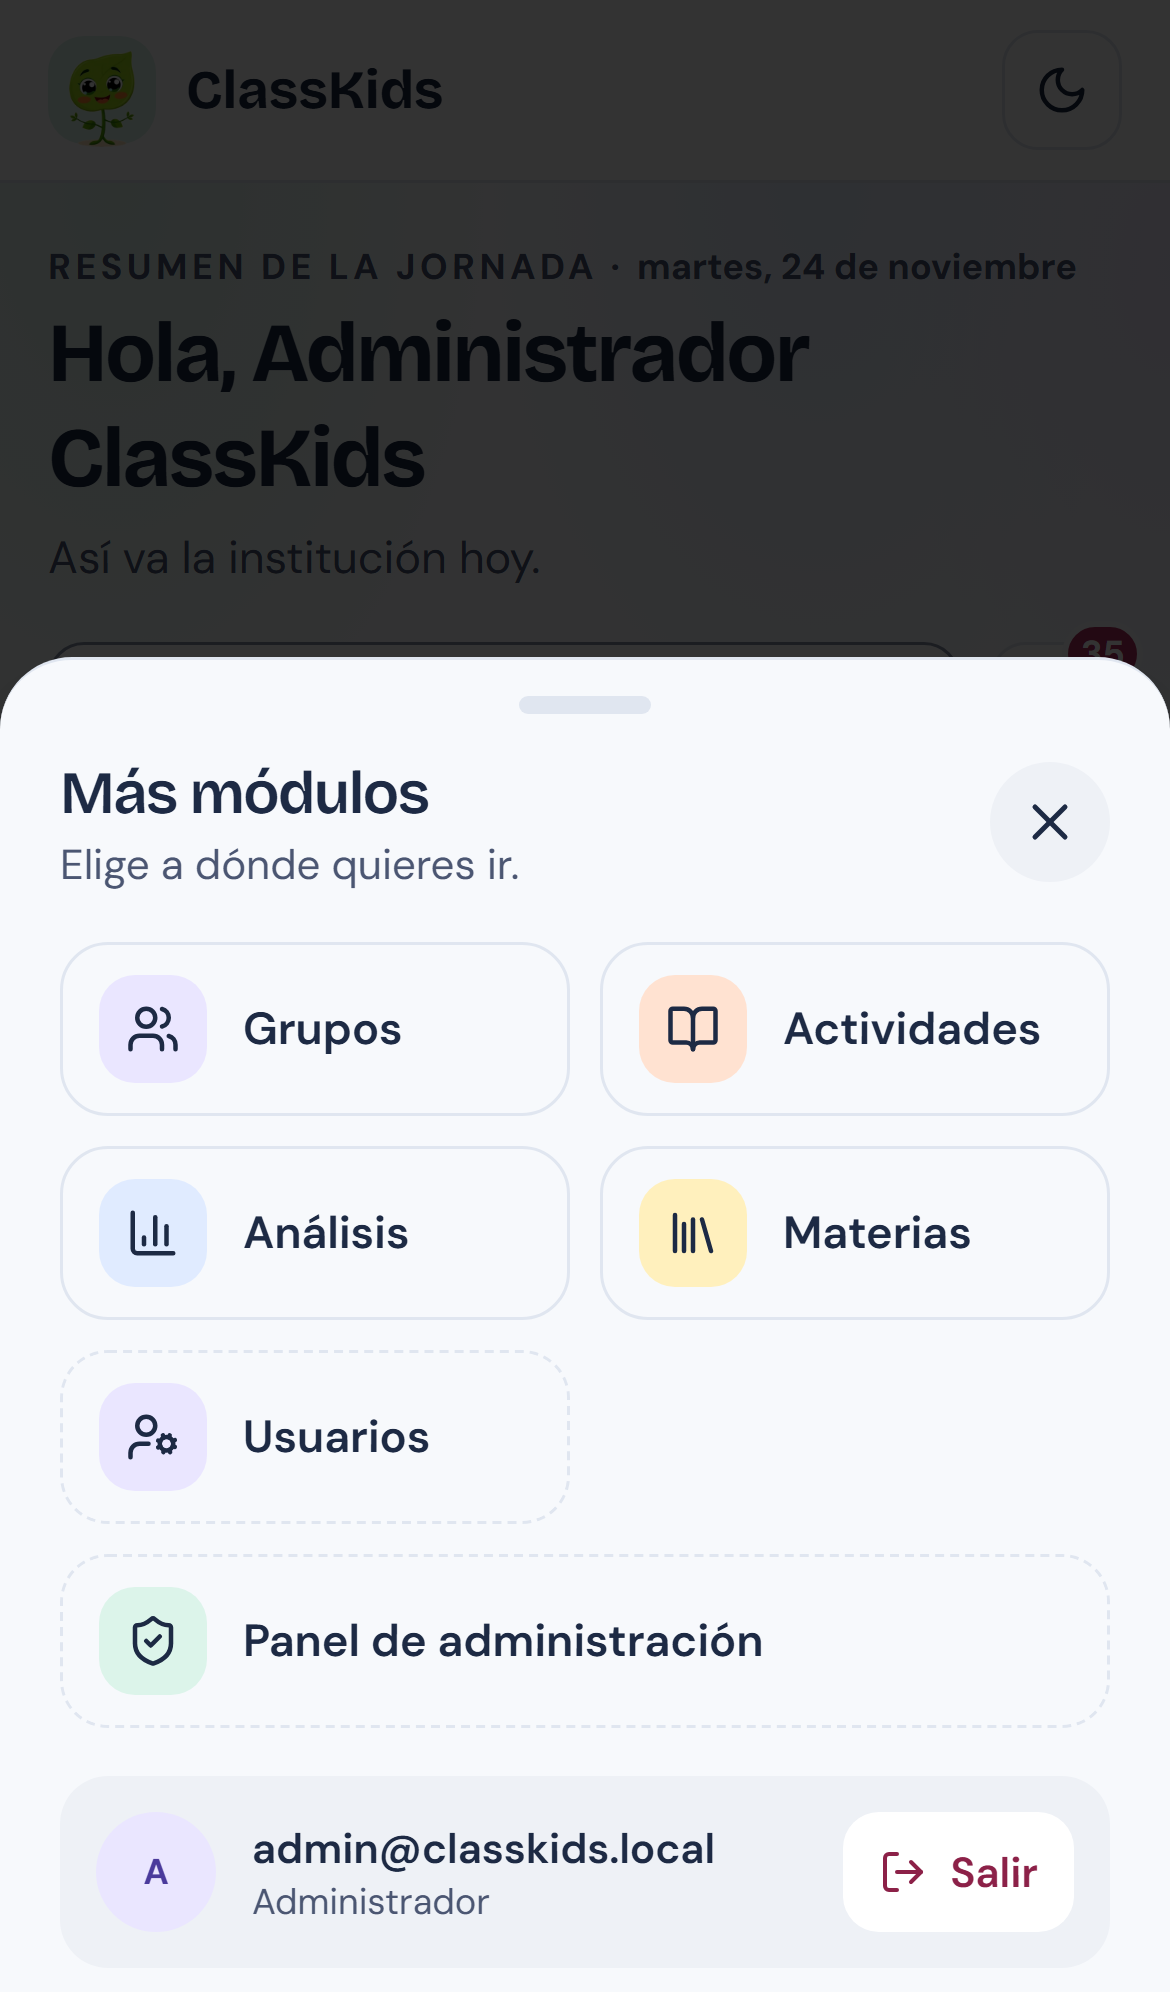 ClassKids
RESUMEN DE LA JORNADA · martes, 24 de noviembre
Hola, Administrador
ClassKids
Así va la institución hoy.
35
Más módulos
Elige a dónde quieres ir.
Grupos
Actividades
Análisis
Materias
Usuarios
Panel de administración
A
admin@classkids.local
Administrador
Salir